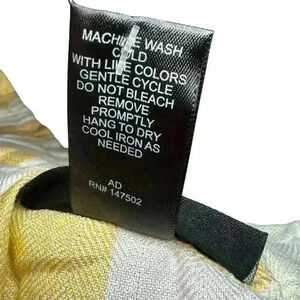 MACHINE WASH
COLD
WITH LIKE COLORS
GENTLE CYCLE
DO NOT BLEACH
REMOVE
PROMPTLY
HANG TO DRY
COOL IRON AS
NEEDED
AD
RN# 147502